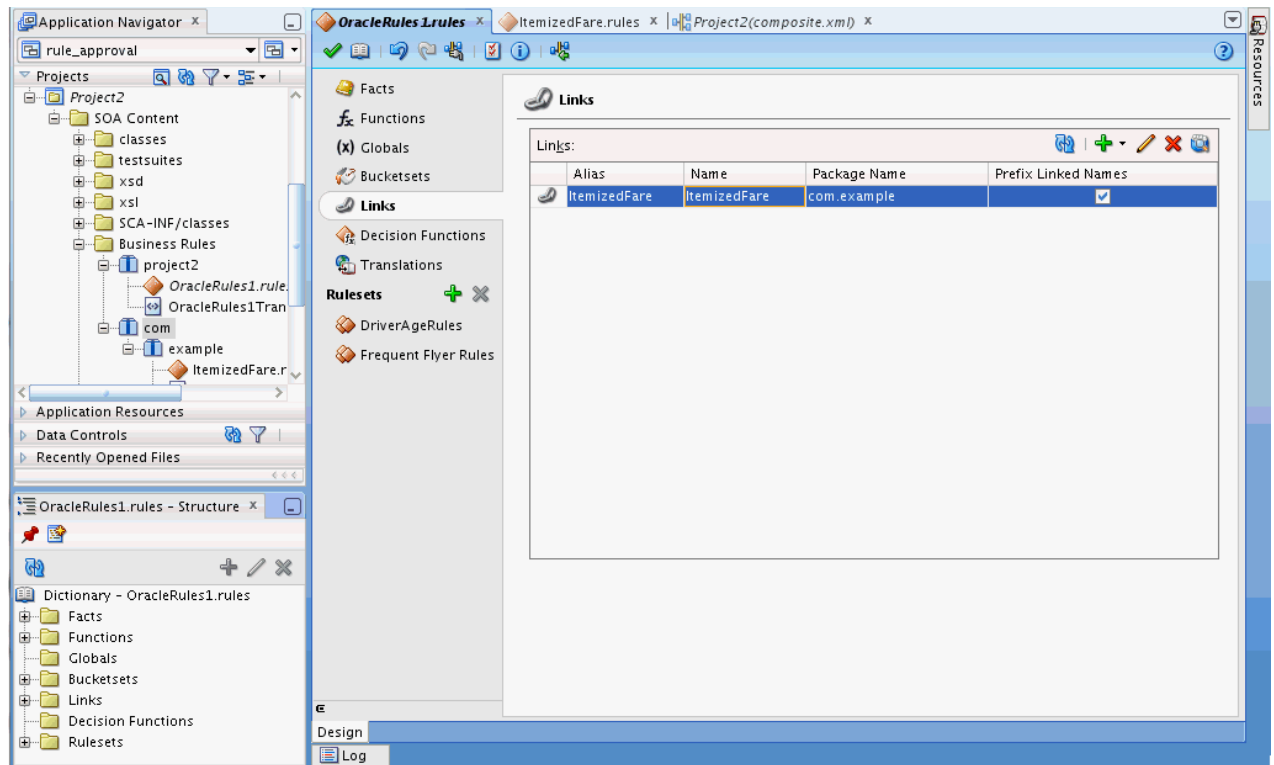 Application Navigator x
rule_approval
Projects
Project2
SOA Content
classes
testsuites
xsd
xsl
SCA-INF/classes
Business Rules
project2
OracleRules1.rule
OracleRules1Tran
com
example
ItemizedFare.r
Application Resources
Data Controls
Recently Opened Files
OracleRules1.rules - Structure x
Dictionary - OracleRules1.rules
Facts
Functions
Globals
Bucketsets
Links
Decision Functions
Rulesets
OracleRules1.rules x ItemizedFare.rules x Project2(composite.xml) x
Facts
Functions
(x) Globals
Bucketsets
Links
Decision Functions
Translations
Rulesets
DriverAgeRules
Frequent Flyer Rules
Links
Links:
Alias Name Package Name Prefix Linked Names
ItemizedFare ItemizedFare com.example
Design
Log
Resources